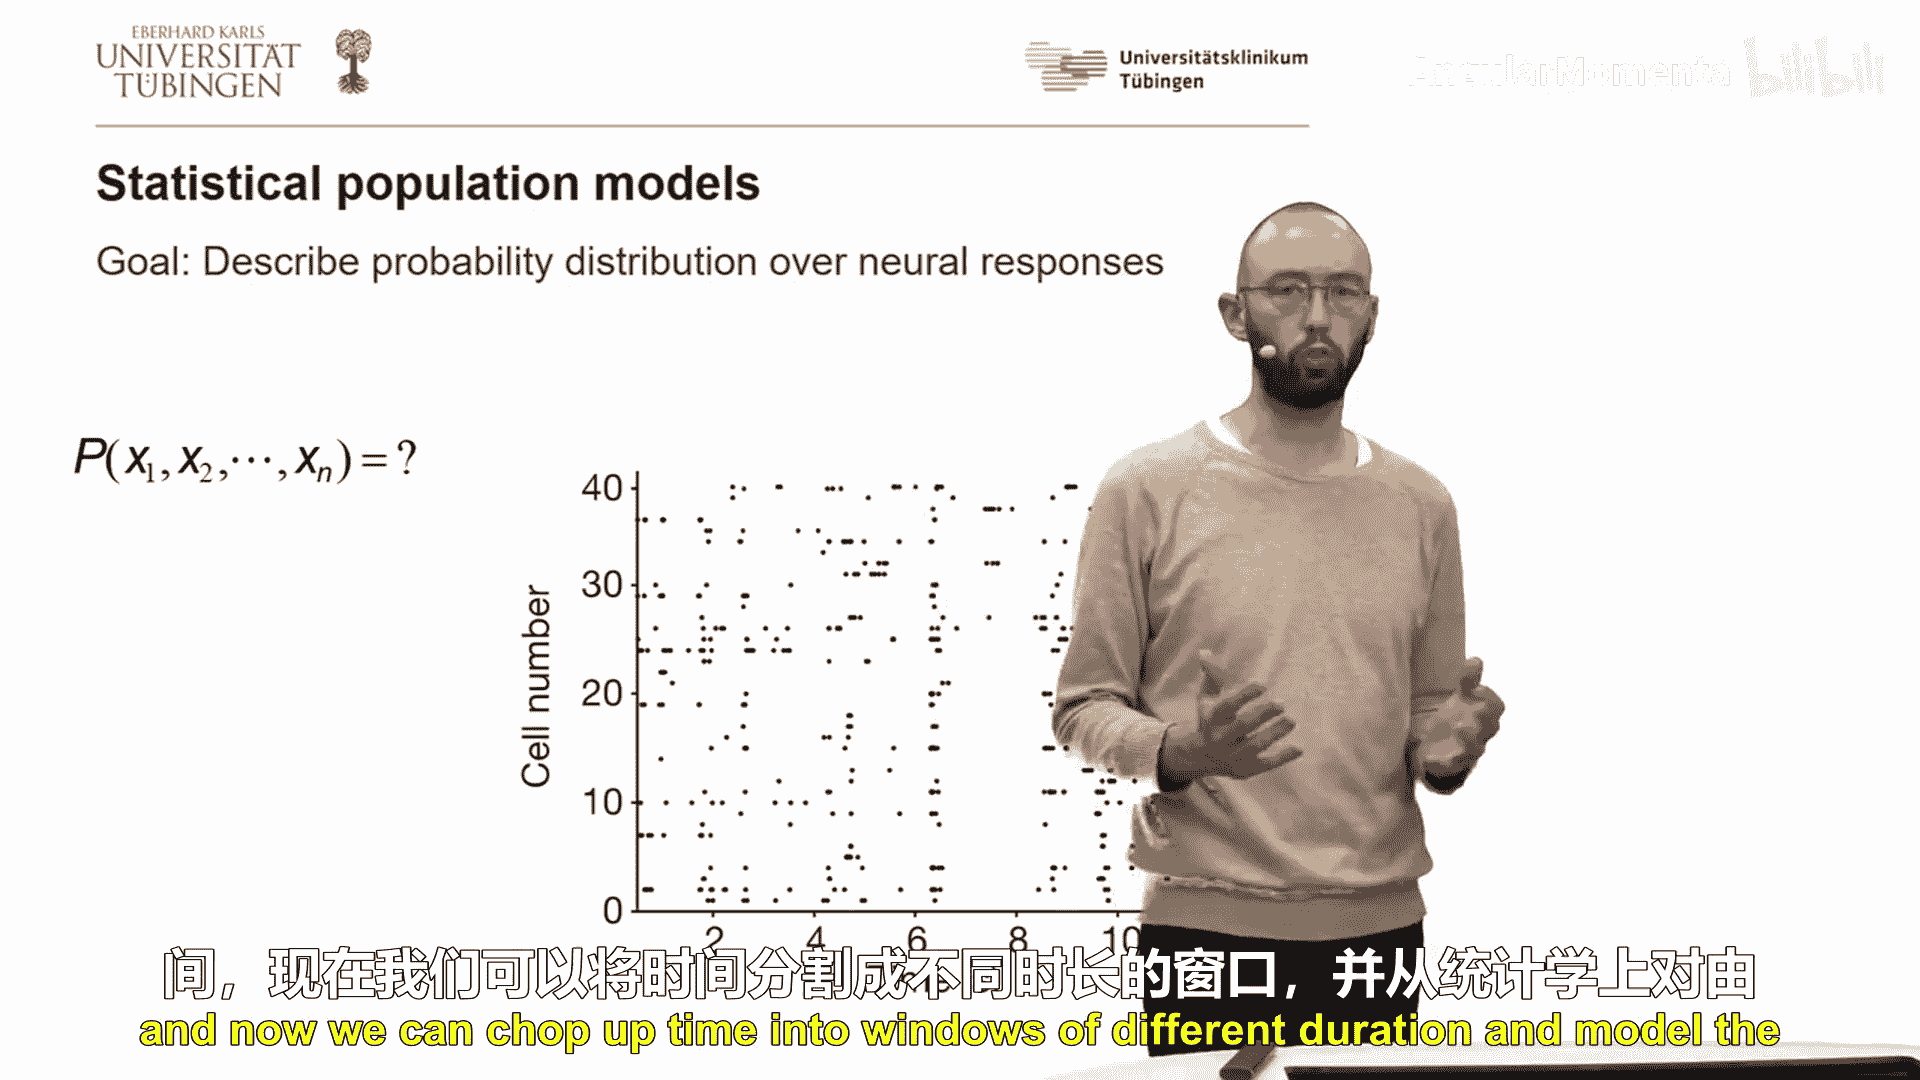 EBERHARD KARLS
UNIVERSITÄT
TÜBINGEN
Universitätsklinikum
Tübingen
AngularMomenta bilibili
Statistical population models
Goal: Describe probability distribution over neural responses
P(x₁, x₂, ⋯, xₙ) = ?
Cell number
40
30
20
10
0
2 4 6 8 10
间，现在我们可以将时间分割成不同时长的窗口，并从统计学上对由
and now we can chop up time into windows of different duration and model the